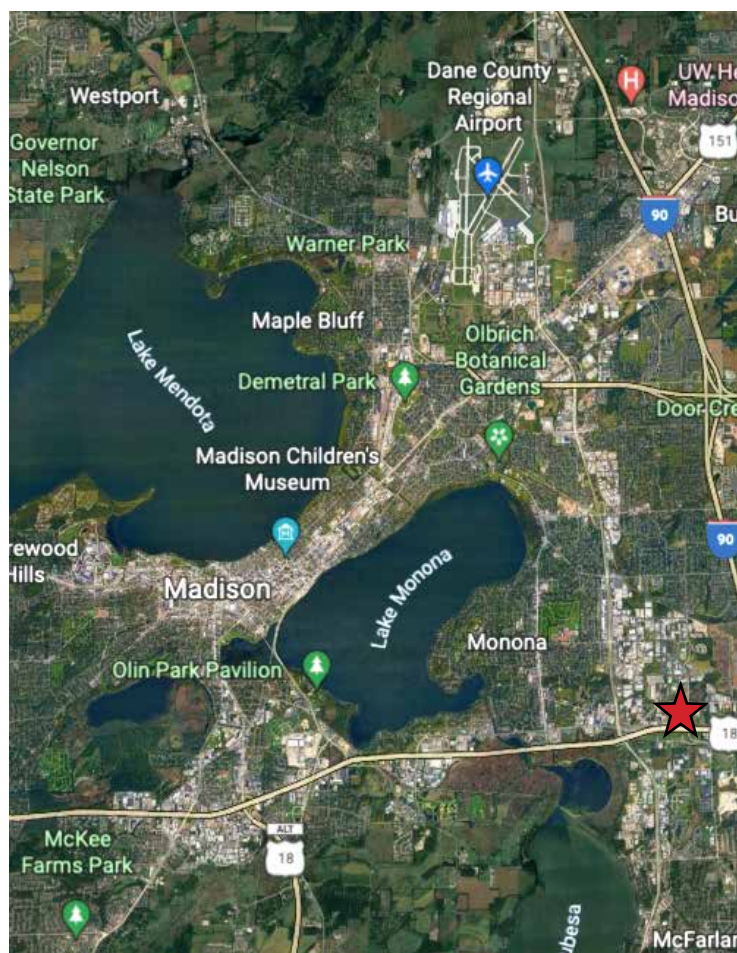 Westport
Dane County
Regional
Airport
H
UW He
Madiso
151
Governor
Nelson
State Park
90
Bu
Warner Park
Maple Bluff
Lake Mendota
Olbrich
Botanical
Gardens
Demetral Park
Door Cre
Madison Children's
Museum
rewood
Hills
90
Madison
Lake Monona
Monona
Olin Park Pavilion
18
ALT
18
McKee
Farms Park
ubesa
McFarlan